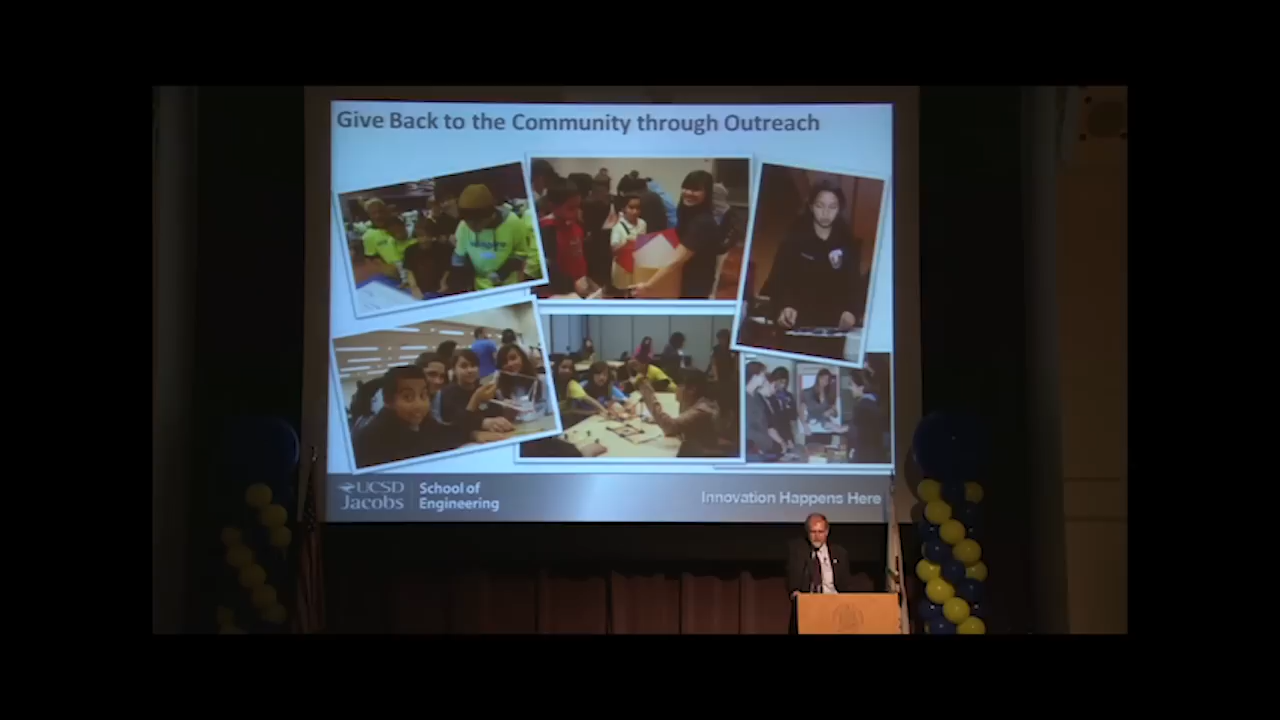 Give Back to the Community through Outreach
UCSD
Jacobs
School of
Engineering
Innovation Happens Here